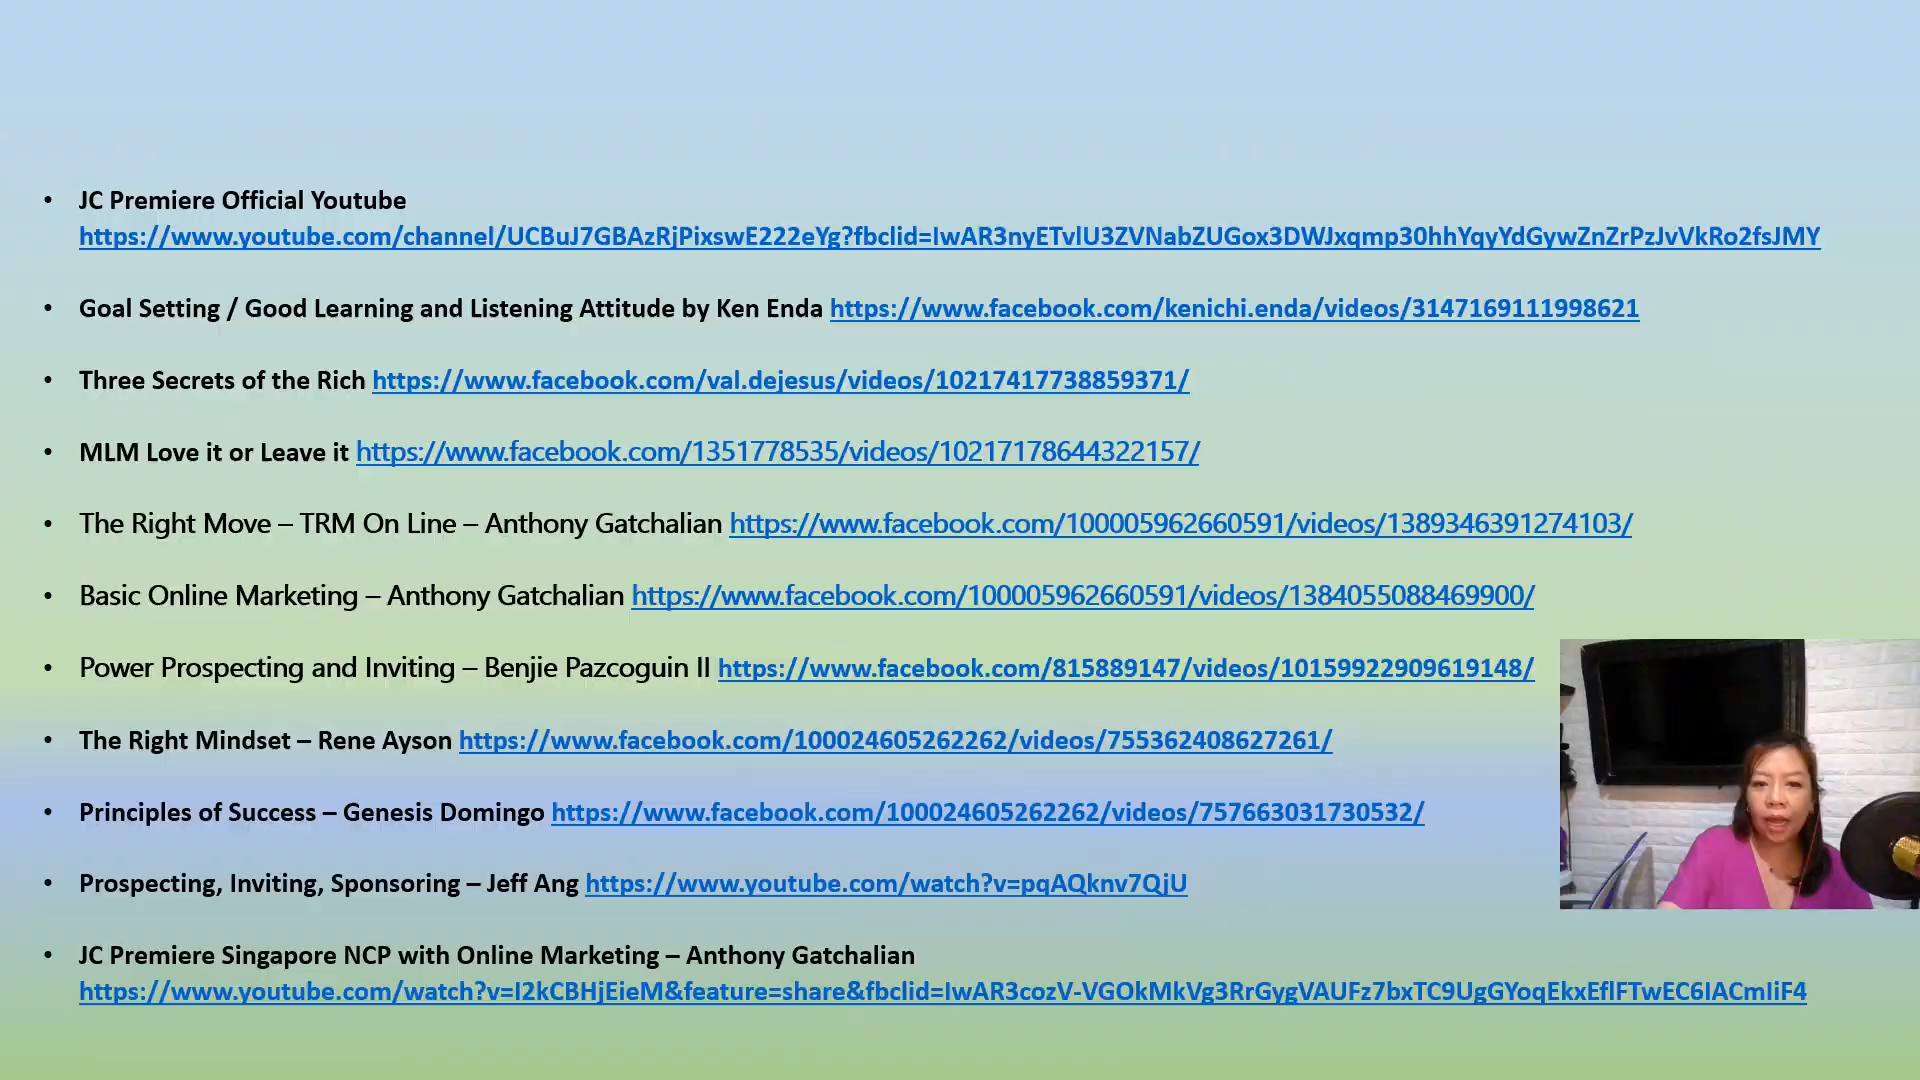 • JC Premiere Official Youtube
https://www.youtube.com/channel/UCBuJ7GBAzRjPixswE222eYg?fbclid=IwAR3nyETvlU3ZVNabZUGox3DWJxqmp30hhYqyYdGywZnZrPzJvVkRo2fsJMY
• Goal Setting / Good Learning and Listening Attitude by Ken Enda https://www.facebook.com/kenichi.enda/videos/3147169111998621
• Three Secrets of the Rich https://www.facebook.com/val.dejesus/videos/10217417738859371/
• MLM Love it or Leave it https://www.facebook.com/1351778535/videos/10217178644322157/
• The Right Move – TRM On Line – Anthony Gatchalian https://www.facebook.com/100005962660591/videos/1389346391274103/
• Basic Online Marketing – Anthony Gatchalian https://www.facebook.com/100005962660591/videos/1384055088469900/
• Power Prospecting and Inviting – Benjie Pazcoguin II https://www.facebook.com/815889147/videos/10159922909619148/
• The Right Mindset – Rene Ayson https://www.facebook.com/100024605262262/videos/755362408627261/
• Principles of Success – Genesis Domingo https://www.facebook.com/100024605262262/videos/757663031730532/
• Prospecting, Inviting, Sponsoring – Jeff Ang https://www.youtube.com/watch?v=pqAQknv7QjU
• JC Premiere Singapore NCP with Online Marketing – Anthony Gatchalian
https://www.youtube.com/watch?v=I2kCBHjEieM&feature=share&fbclid=IwAR3cozV-VGOkMkVg3RrGygVAUFz7bxTC9UgGYoqEkxEflFTwEC6IACmIiF4